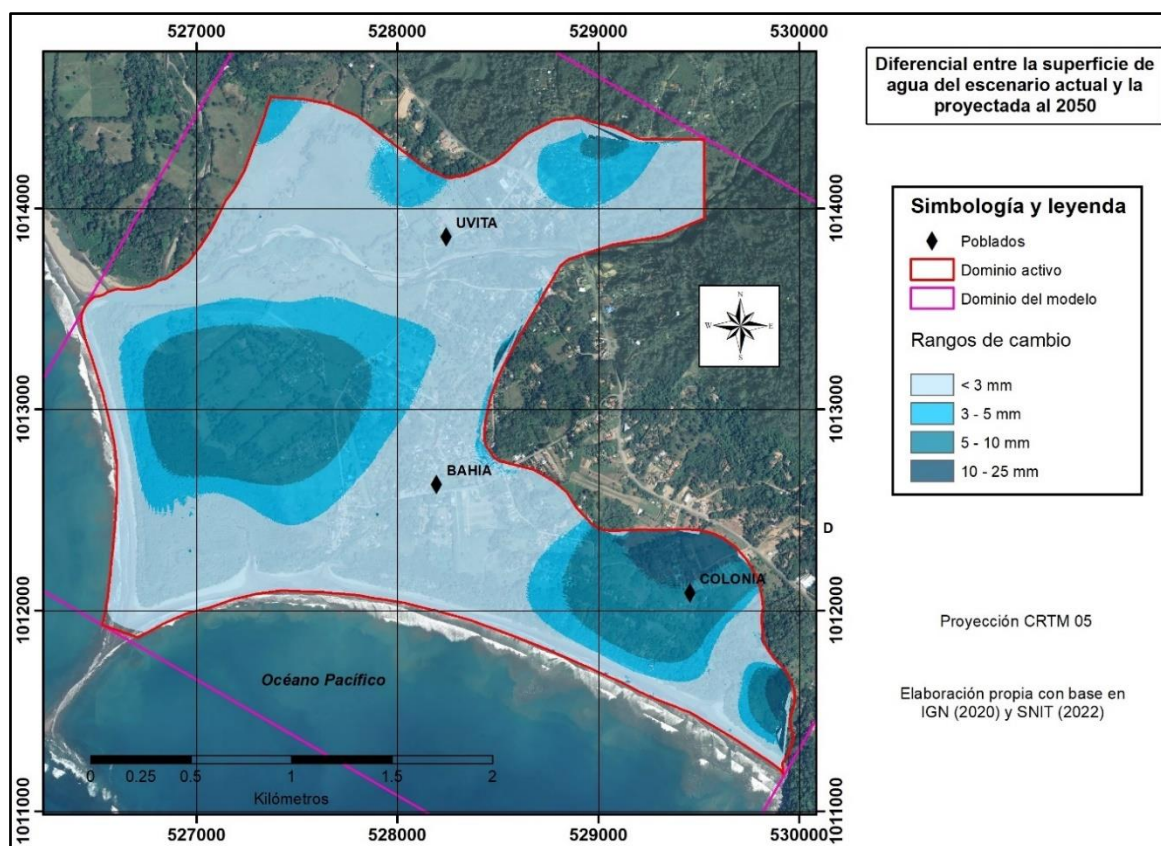 527000 528000 529000 530000
Diferencial entre la superficie de
agua del escenario actual y la
proyectada al 2050
1014000
1014000
UVITA
N
W E
S
1013000
1013000
BAHIA
D
COLONIA
1012000
1012000
Océano Pacífico
0 0.25 0.5 1 1.5 2
Kilómetros
1011000
1011000
527000 528000 529000 530000
Simbología y leyenda
Poblados
Dominio activo
Dominio del modelo
Rangos de cambio
< 3 mm
3 - 5 mm
5 - 10 mm
10 - 25 mm
Proyección CRTM 05
Elaboración propia con base en
IGN (2020) y SNIT (2022)